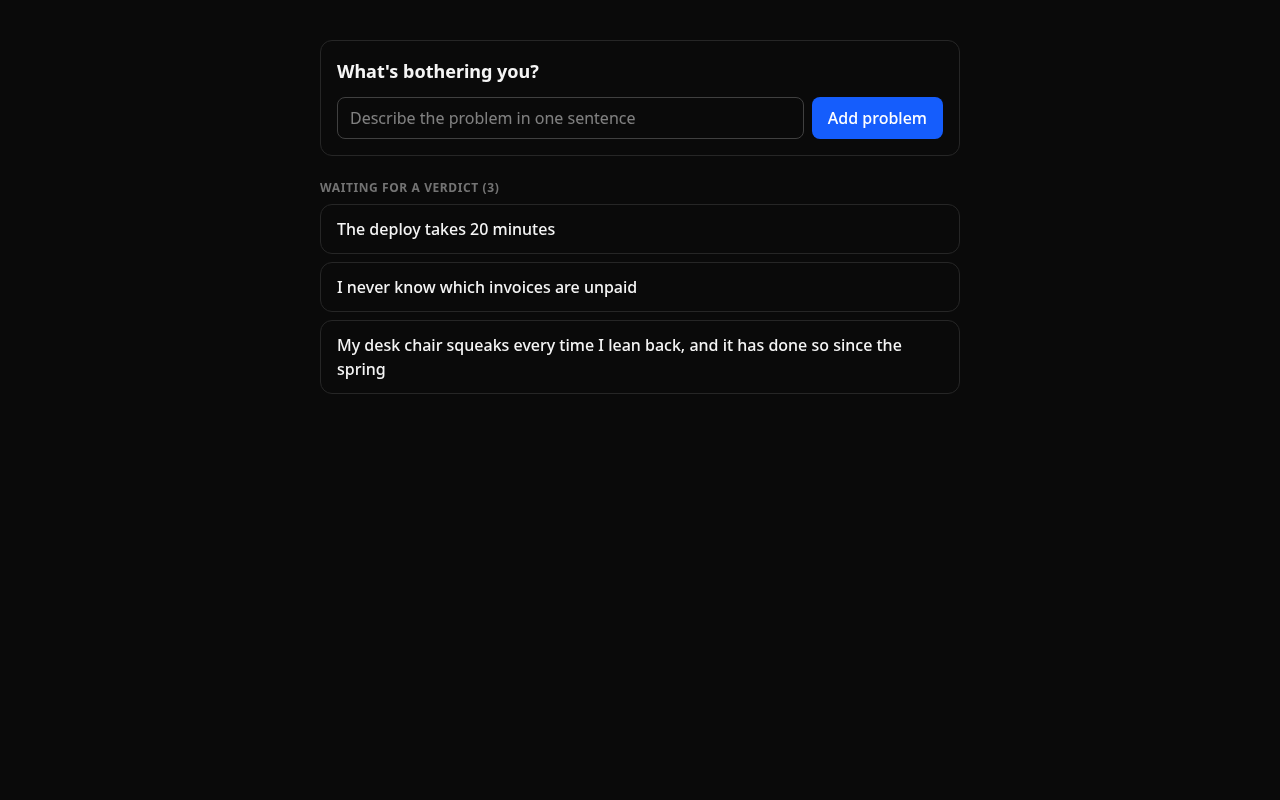 What's bothering you?
Describe the problem in one sentence
Add problem
WAITING FOR A VERDICT (3)
The deploy takes 20 minutes
I never know which invoices are unpaid
My desk chair squeaks every time I lean back, and it has done so since the
spring